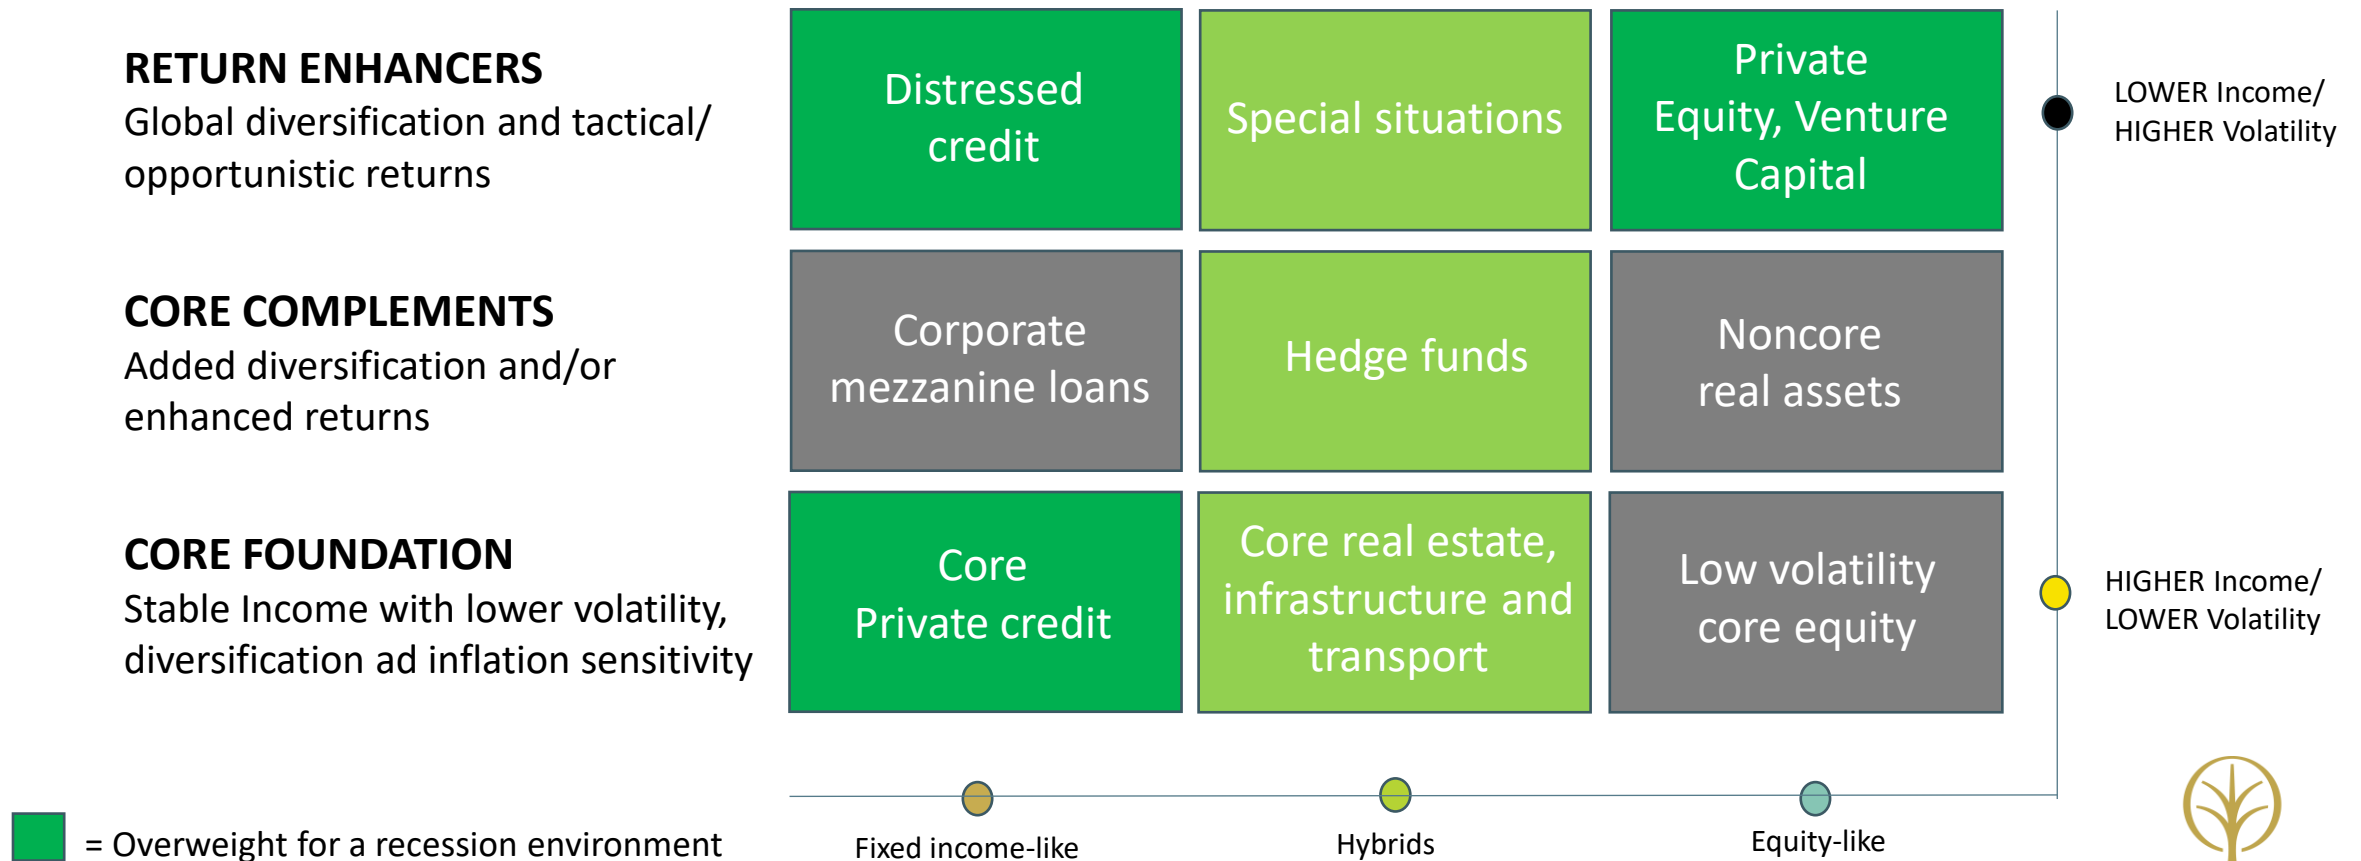 RETURN ENHANCERS
Global diversification and tactical/
opportunistic returns
Distressed
credit
Special situations
Private
Equity, Venture
Capital
LOWER Income/
HIGHER Volatility
CORE COMPLEMENTS
Added diversification and/or
enhanced returns
Corporate
mezzanine loans
Hedge funds
Noncore
real assets
CORE FOUNDATION
Stable Income with lower volatility,
diversification ad inflation sensitivity
Core
Private credit
Core real estate,
infrastructure and
transport
Low volatility
core equity
HIGHER Income/
LOWER Volatility
= Overweight for a recession environment
Fixed income-like
Hybrids
Equity-like